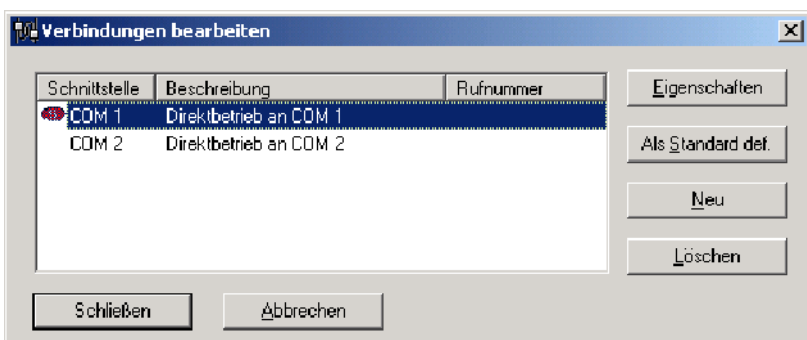 Verbindungen bearbeiten
Schnittstelle Beschreibung Rufnummer
COM 1 Direktbetrieb an COM 1
COM 2 Direktbetrieb an COM 2
Eigenschaften
Als Standard def.
Neu
Löschen
Schließen Abbrechen